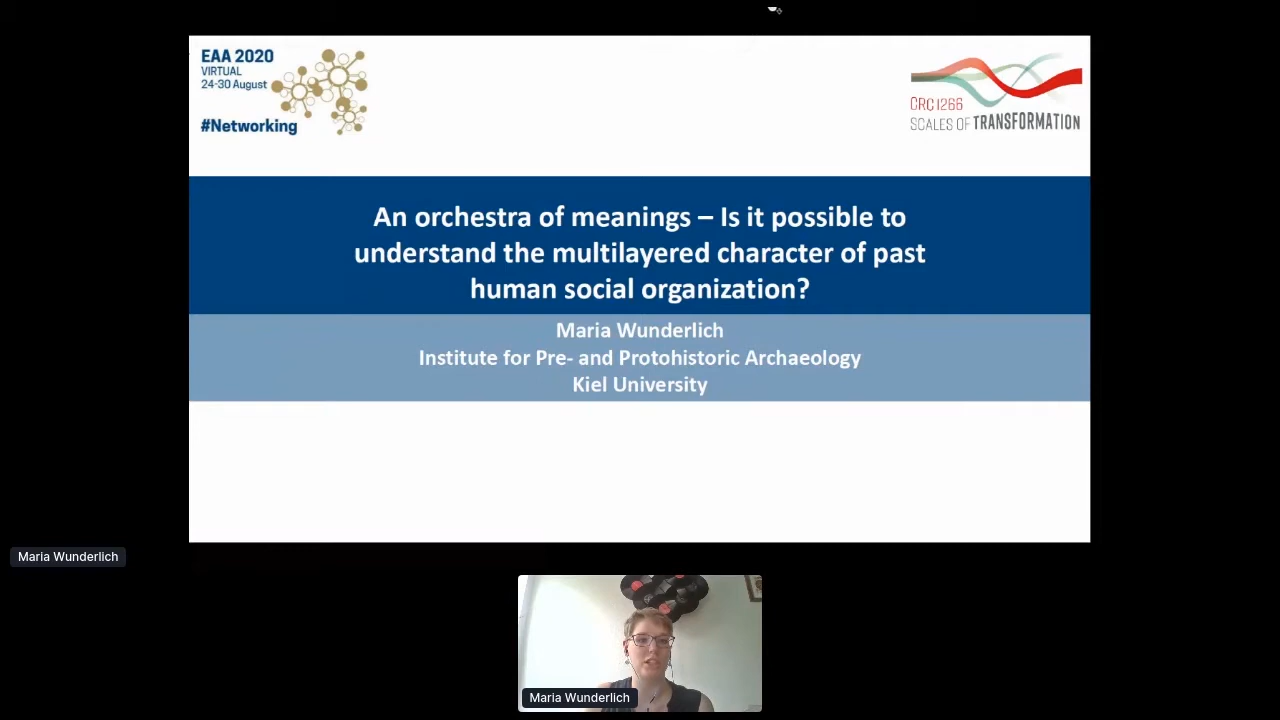 EAA 2020
VIRTUAL
24-30 August
#Networking
CRC 1266
SCALES OF TRANSFORMATION
An orchestra of meanings – Is it possible to
understand the multilayered character of past
human social organization?
Maria Wunderlich
Institute for Pre- and Protohistoric Archaeology
Kiel University
Maria Wunderlich
Maria Wunderlich